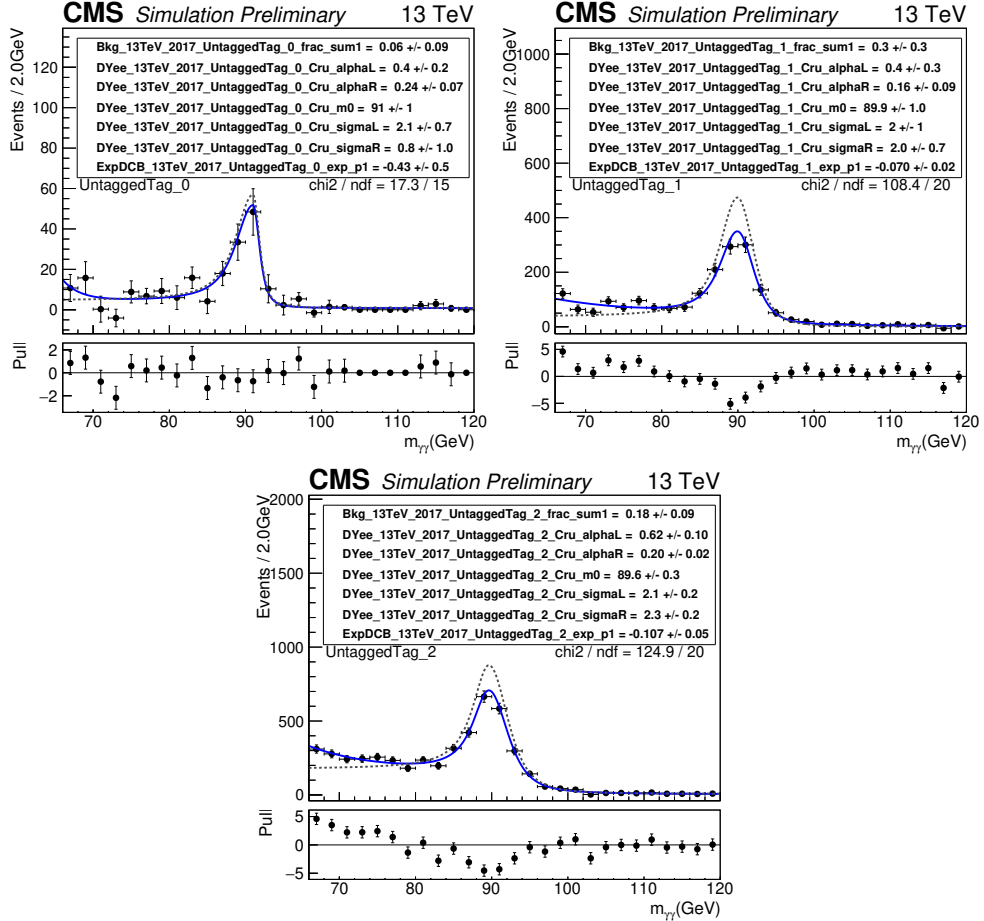 CMS Simulation Preliminary 13 TeV
Events / 2.0GeV
Bkg_13TeV_2017_UntaggedTag_0_frac_sum1 = 0.06 +/- 0.09
DYee_13TeV_2017_UntaggedTag_0_Cru_alphaL = 0.4 +/- 0.2
DYee_13TeV_2017_UntaggedTag_0_Cru_alphaR = 0.24 +/- 0.07
DYee_13TeV_2017_UntaggedTag_0_Cru_m0 = 91 +/- 1
DYee_13TeV_2017_UntaggedTag_0_Cru_sigmaL = 2.1 +/- 0.7
DYee_13TeV_2017_UntaggedTag_0_Cru_sigmaR = 0.8 +/- 1.0
ExpDCB_13TeV_2017_UntaggedTag_0_exp_p1 = -0.43 +/- 0.5
UntaggedTag_0 chi2 / ndf = 17.3 / 15
120
100
80
60
40
20
0
Pull
2
0
−2
70 80 90 100 110 120
mγγ(GeV)
CMS Simulation Preliminary 13 TeV
Events / 2.0GeV
Bkg_13TeV_2017_UntaggedTag_1_frac_sum1 = 0.3 +/- 0.3
DYee_13TeV_2017_UntaggedTag_1_Cru_alphaL = 0.4 +/- 0.3
DYee_13TeV_2017_UntaggedTag_1_Cru_alphaR = 0.16 +/- 0.09
DYee_13TeV_2017_UntaggedTag_1_Cru_m0 = 89.9 +/- 1.0
DYee_13TeV_2017_UntaggedTag_1_Cru_sigmaL = 2 +/- 1
DYee_13TeV_2017_UntaggedTag_1_Cru_sigmaR = 2.0 +/- 0.7
ExpDCB_13TeV_2017_UntaggedTag_1_exp_p1 = -0.070 +/- 0.02
UntaggedTag_1 chi2 / ndf = 108.4 / 20
1000
800
600
400
200
0
Pull
5
0
−5
70 80 90 100 110 120
mγγ(GeV)
CMS Simulation Preliminary 13 TeV
Events / 2.0GeV
Bkg_13TeV_2017_UntaggedTag_2_frac_sum1 = 0.18 +/- 0.09
DYee_13TeV_2017_UntaggedTag_2_Cru_alphaL = 0.62 +/- 0.10
DYee_13TeV_2017_UntaggedTag_2_Cru_alphaR = 0.20 +/- 0.02
DYee_13TeV_2017_UntaggedTag_2_Cru_m0 = 89.6 +/- 0.3
DYee_13TeV_2017_UntaggedTag_2_Cru_sigmaL = 2.1 +/- 0.2
DYee_13TeV_2017_UntaggedTag_2_Cru_sigmaR = 2.3 +/- 0.2
ExpDCB_13TeV_2017_UntaggedTag_2_exp_p1 = -0.107 +/- 0.05
UntaggedTag_2 chi2 / ndf = 124.9 / 20
2000
1500
1000
500
0
Pull
5
0
−5
70 80 90 100 110 120
mγγ(GeV)